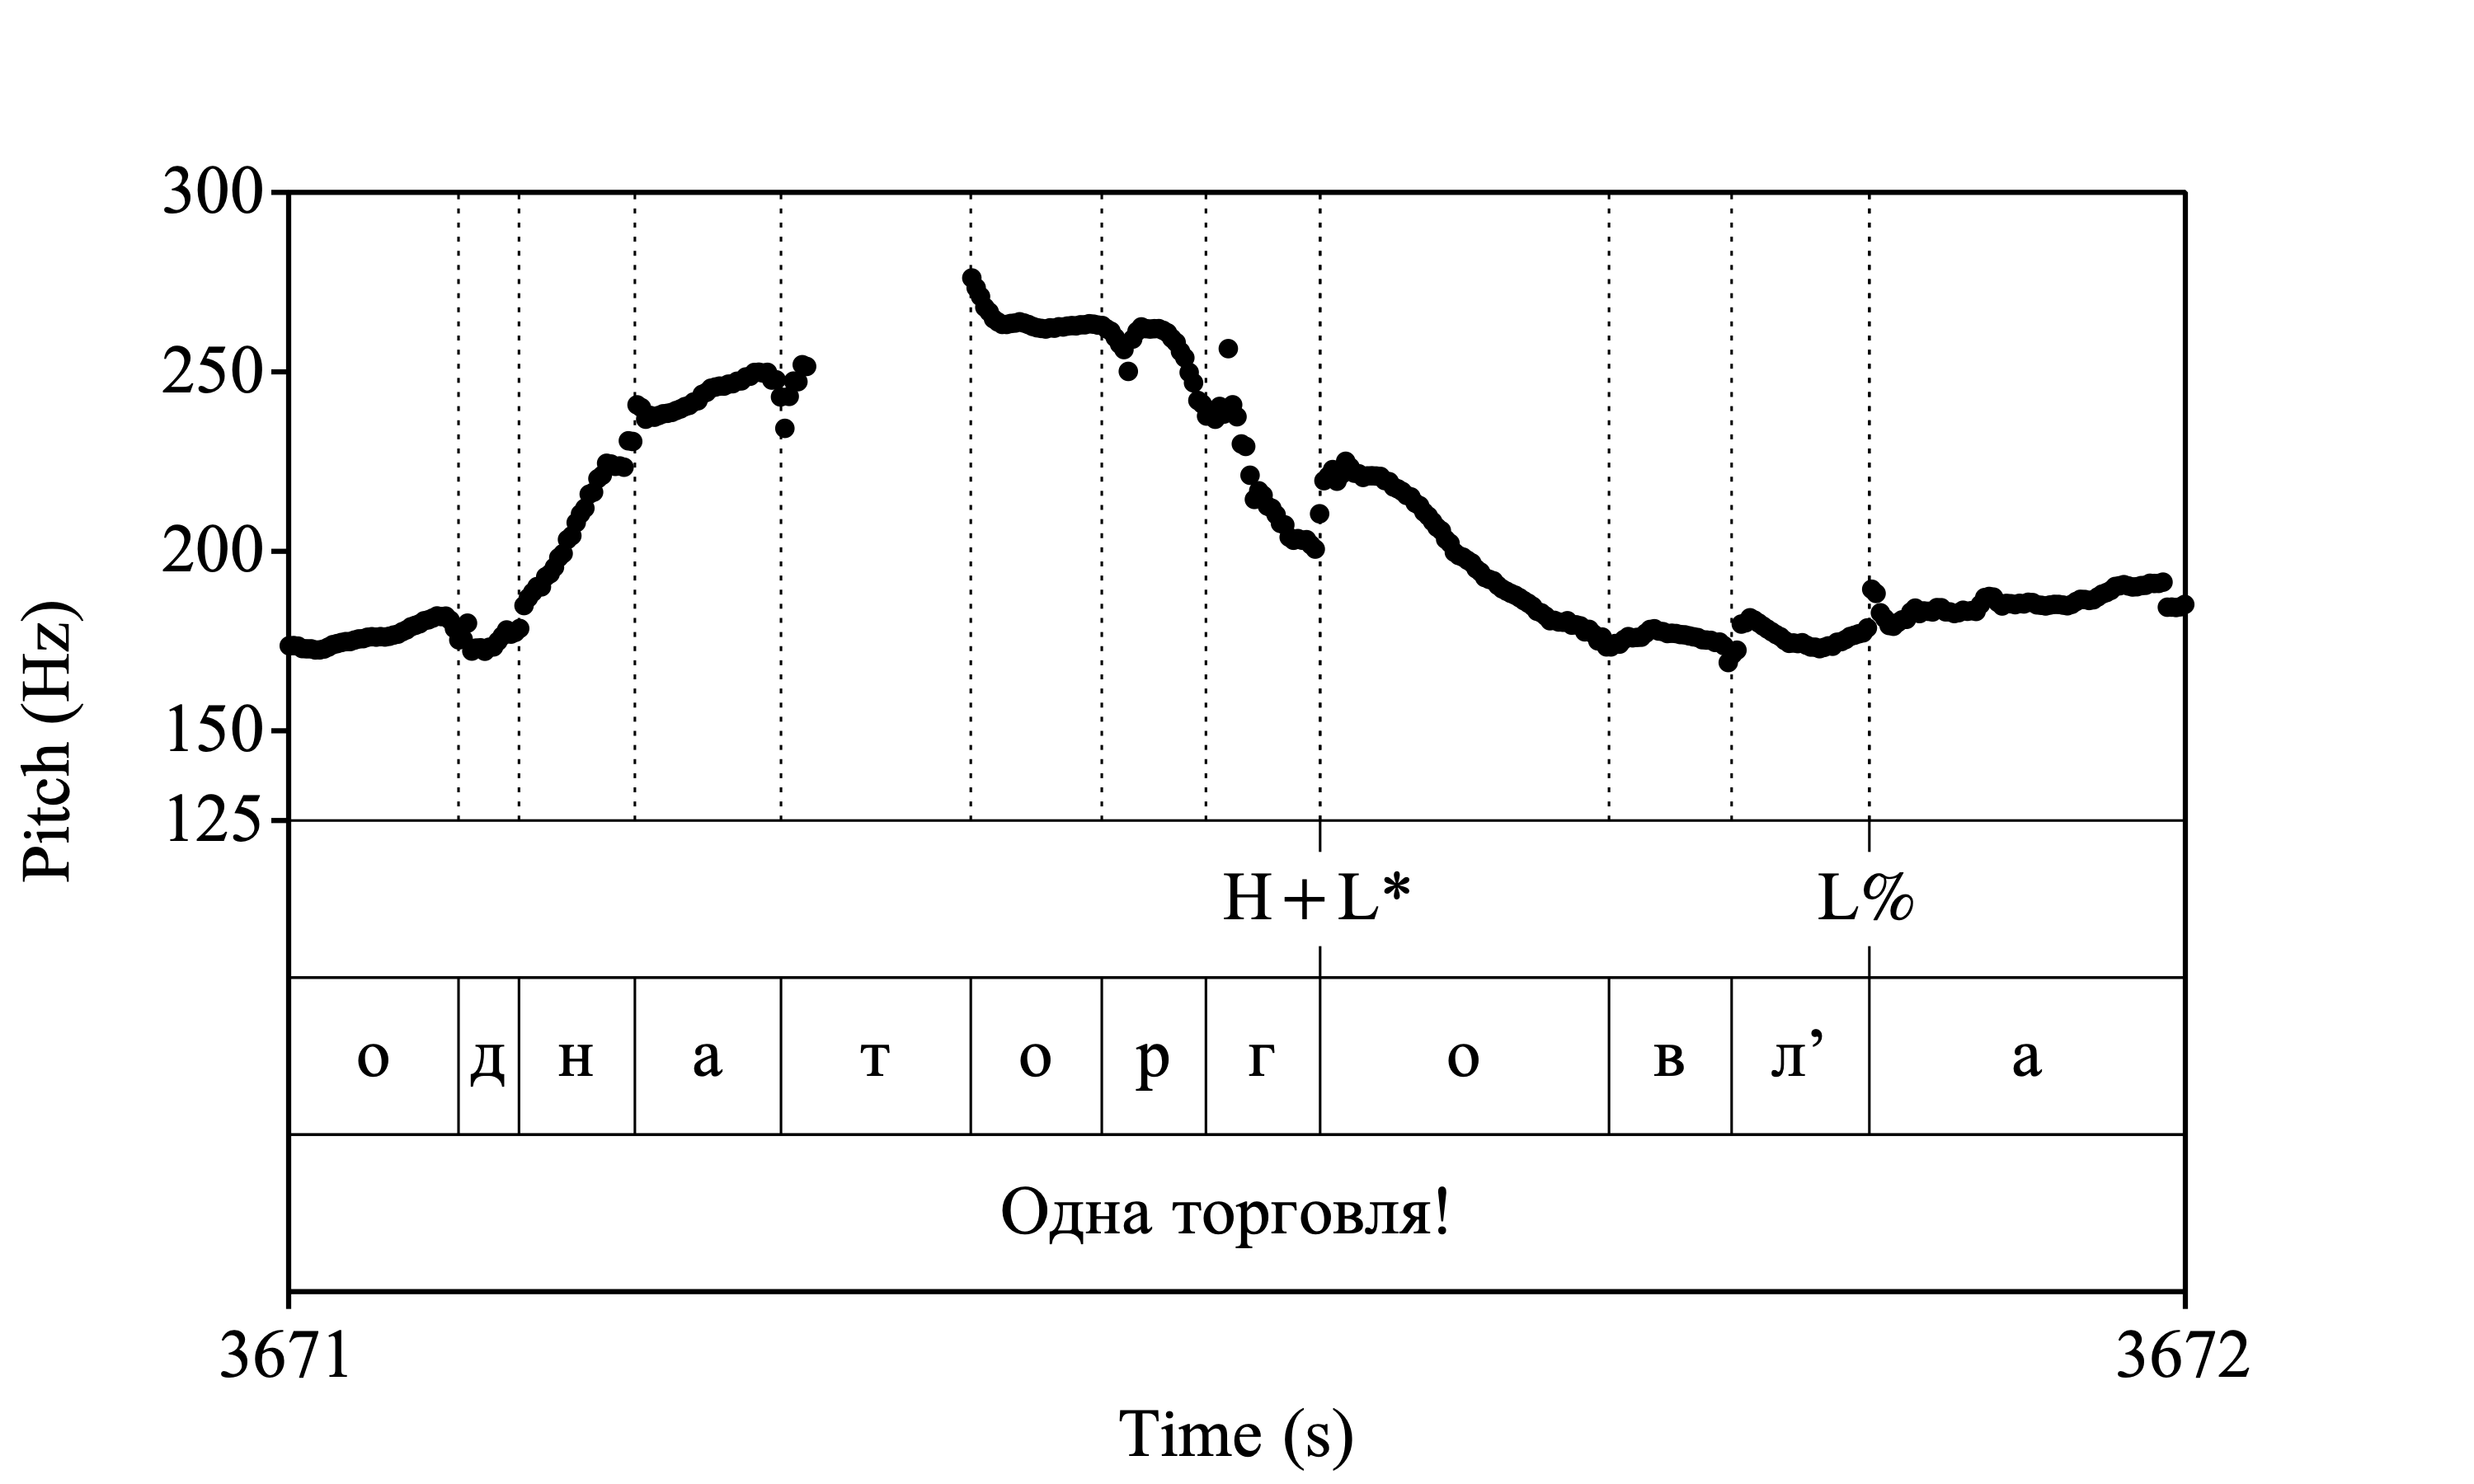 300
250
200
150
125
Pitch (Hz)
H+L* L%
о д н а т о р г о в л’ а
Одна торговля!
3671 3672
Time (s)